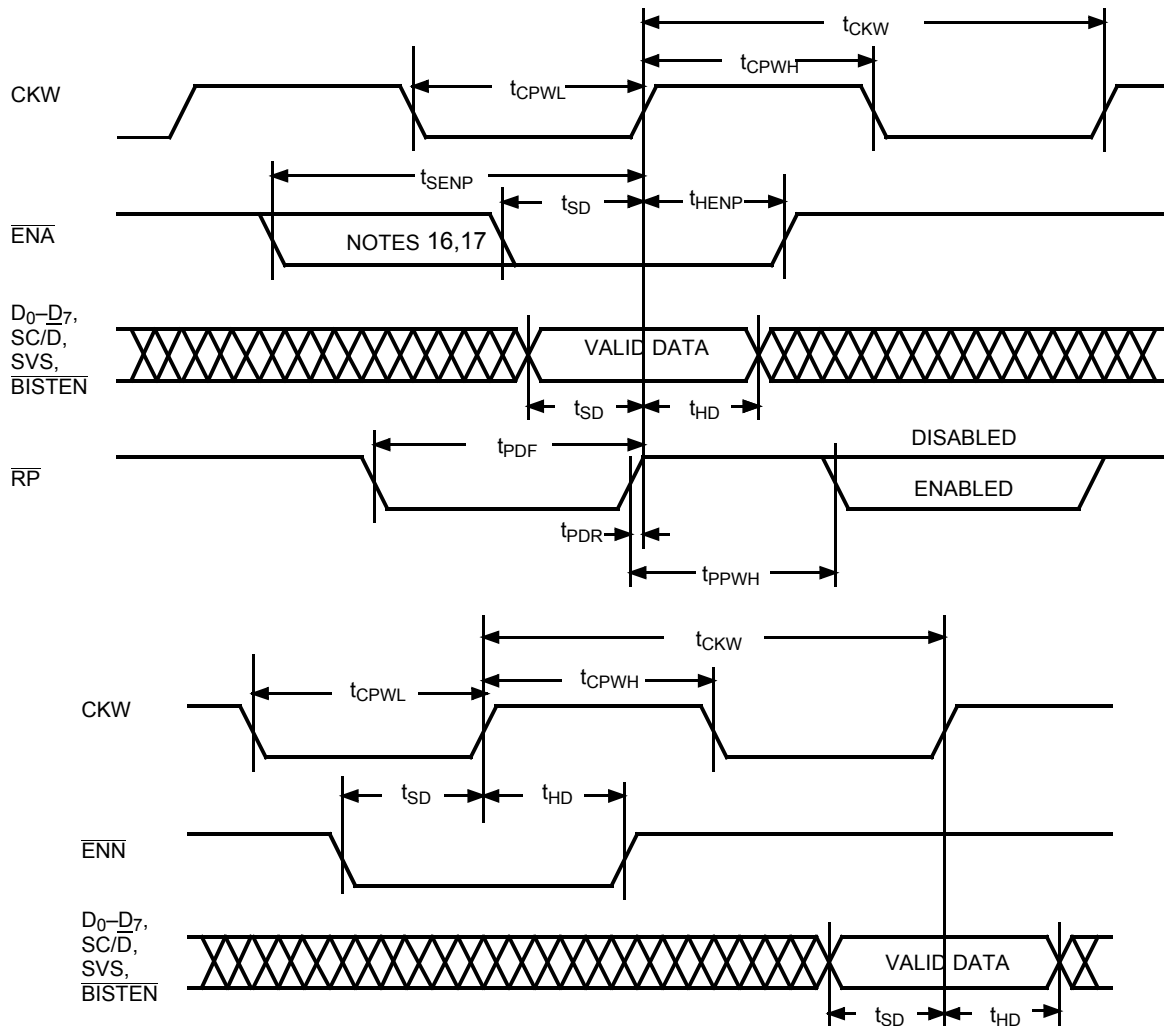 tCKW
tCPWH
CKW
tCPWL
tSENP
tSD
tHENP
ENA
NOTES 16,17
D0–D7,
SC/D,
SVS,
BISTEN
VALID DATA
tSD
tHD
RP
tPDF
DISABLED
ENABLED
tPDR
tPPWH
tCKW
CKW
tCPWL
tCPWH
tSD
tHD
ENN
D0–D7,
SC/D,
SVS,
BISTEN
VALID DATA
tSD
tHD